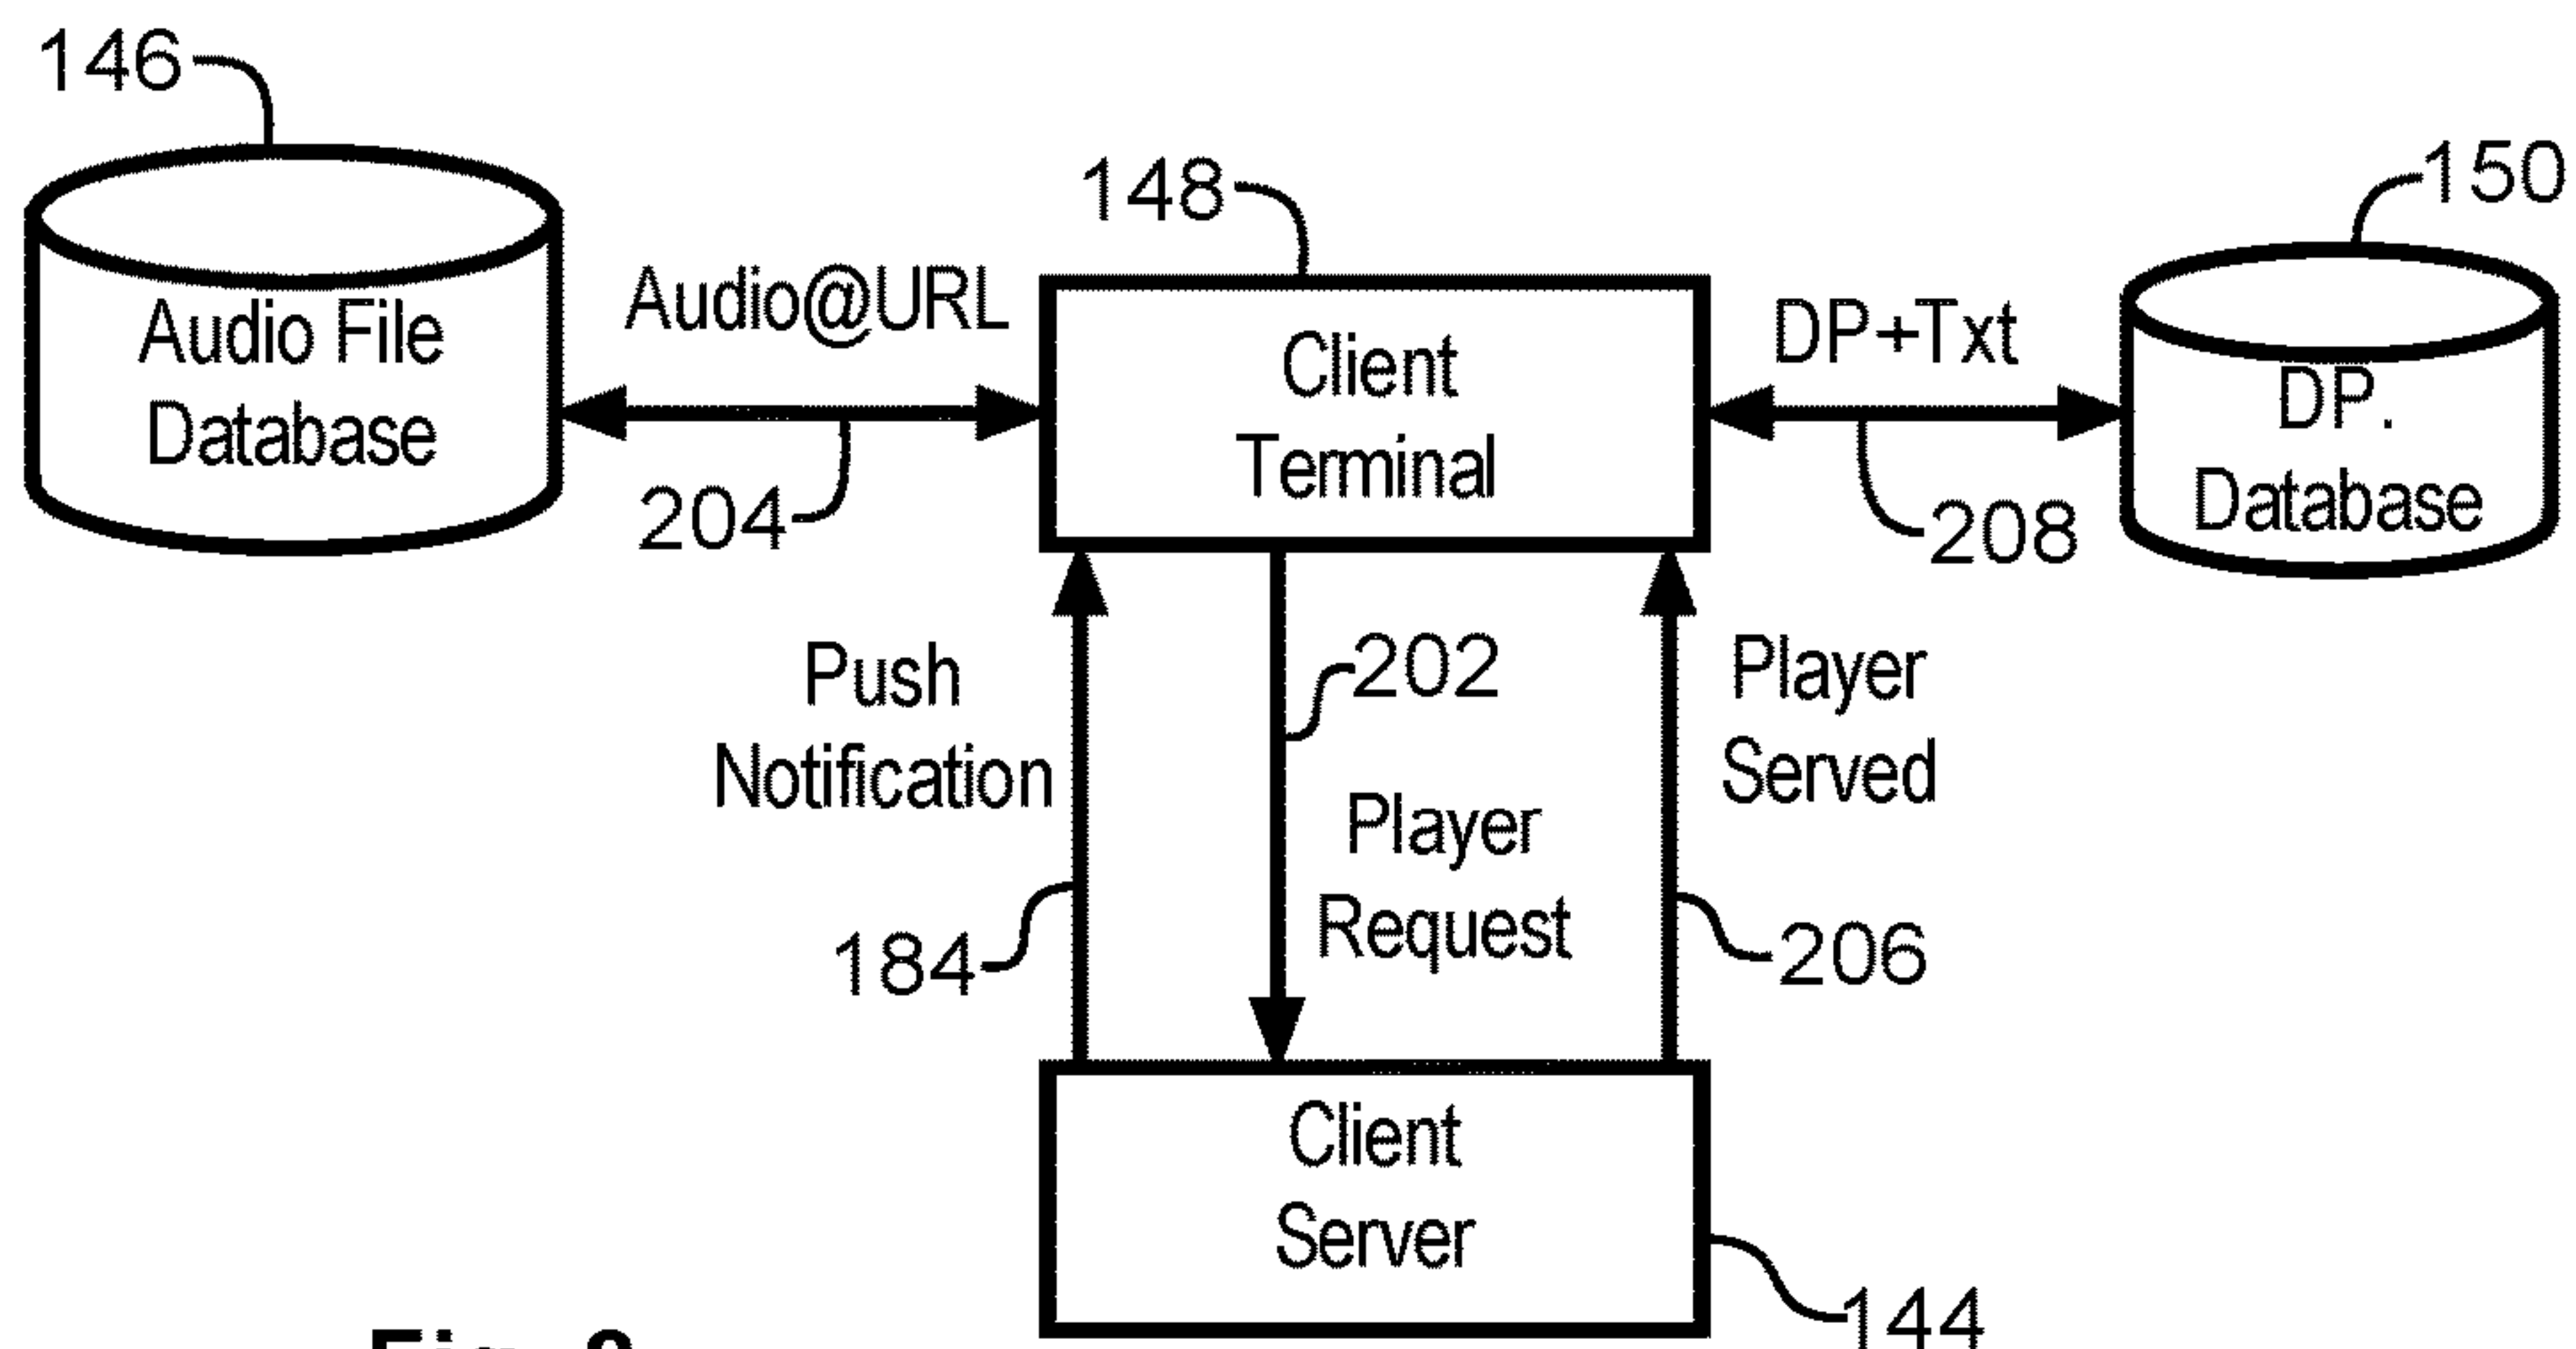 146
148
150
Audio@URL
DP+Txt
Audio File
Database
Client
Terminal
DP.
Database
204
208
Push
Notification
202
Player
Served
Player
Request
184
206
Client
Server
144
Fig.